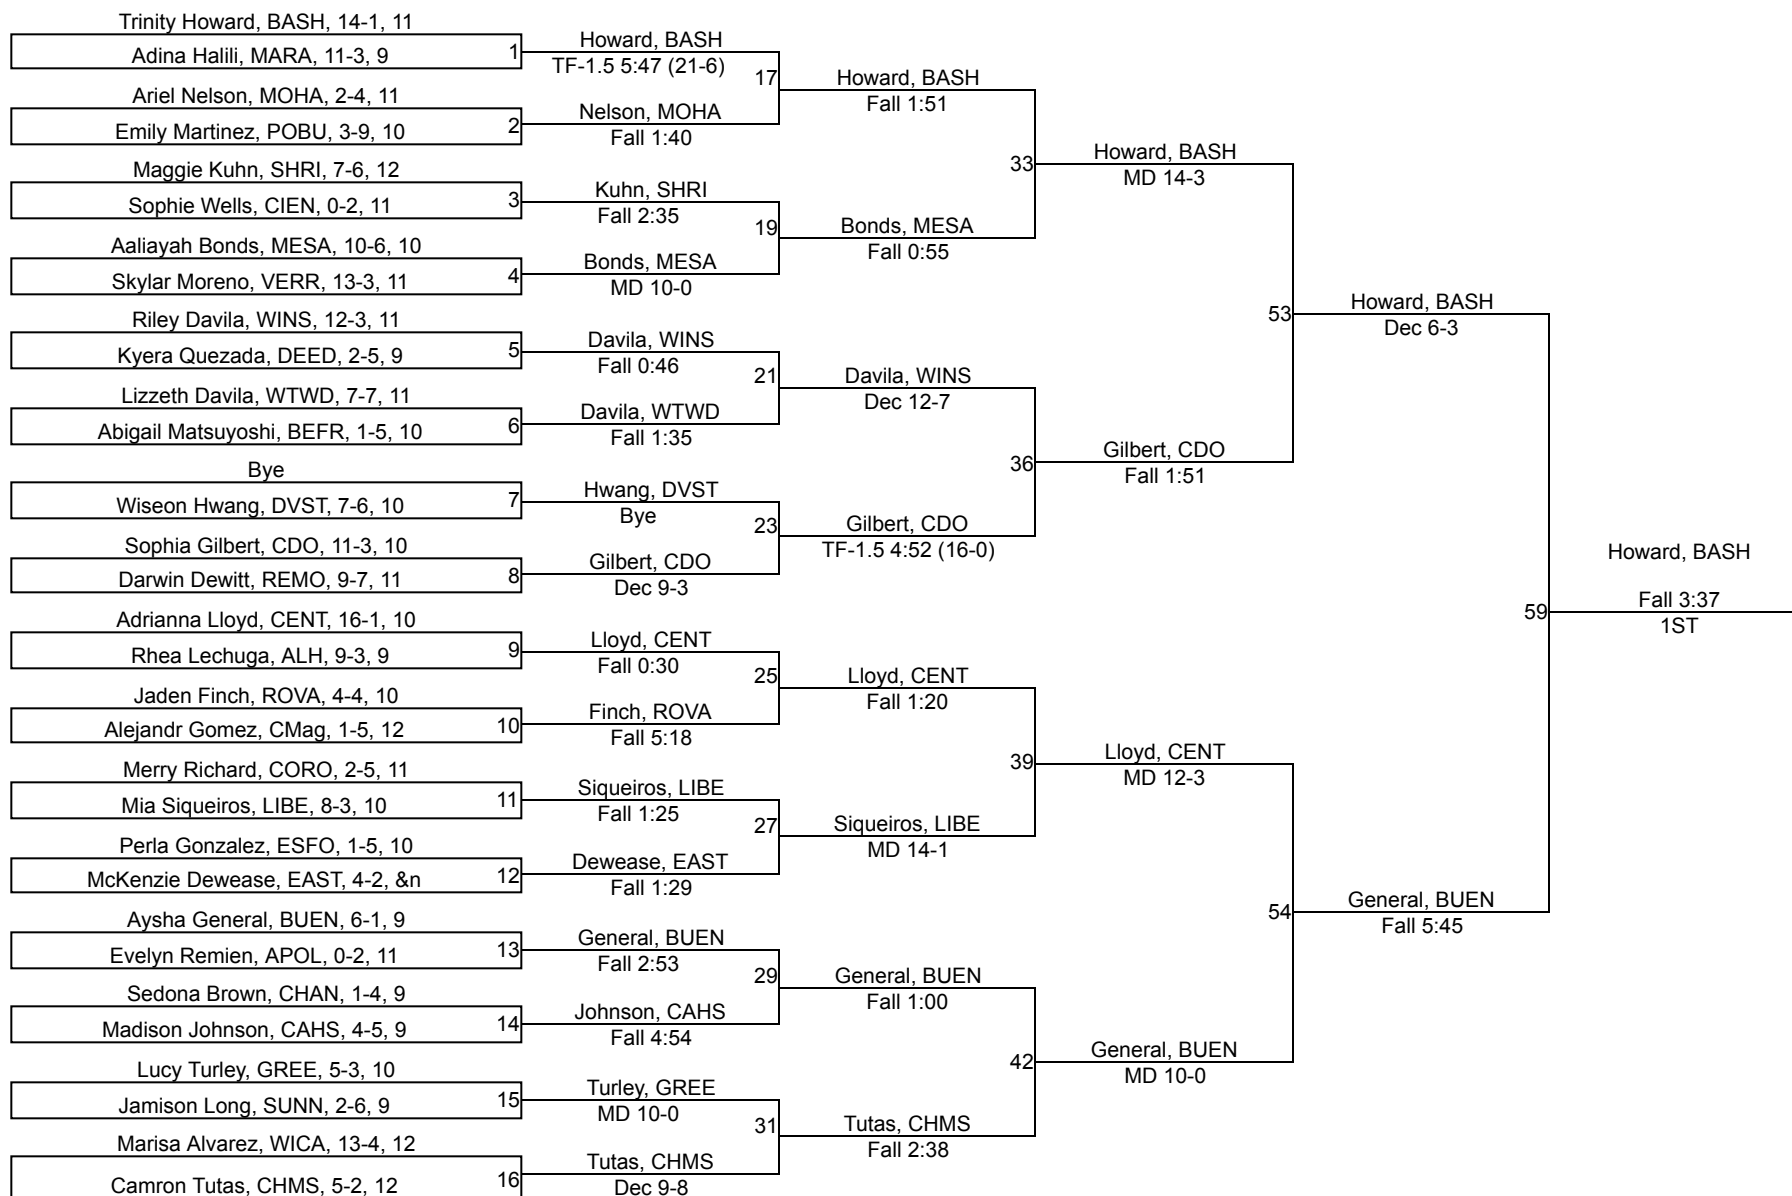 Trinity Howard, BASH, 14-1, 11
Adina Halili, MARA, 11-3, 9
1
Ariel Nelson, MOHA, 2-4, 11
Emily Martinez, POBU, 3-9, 10
2
Maggie Kuhn, SHRI, 7-6, 12
Sophie Wells, CIEN, 0-2, 11
3
Aaliayah Bonds, MESA, 10-6, 10
Skylar Moreno, VERR, 13-3, 11
4
Riley Davila, WINS, 12-3, 11
Kyera Quezada, DEED, 2-5, 9
5
Lizzeth Davila, WTWD, 7-7, 11
Abigail Matsuyoshi, BEFR, 1-5, 10
6
Bye
Wiseon Hwang, DVST, 7-6, 10
7
Sophia Gilbert, CDO, 11-3, 10
Darwin Dewitt, REMO, 9-7, 11
8
Adrianna Lloyd, CENT, 16-1, 10
Rhea Lechuga, ALH, 9-3, 9
9
Jaden Finch, ROVA, 4-4, 10
Alejandr Gomez, CMag, 1-5, 12
10
Merry Richard, CORO, 2-5, 11
Mia Siqueiros, LIBE, 8-3, 10
11
Perla Gonzalez, ESFO, 1-5, 10
McKenzie Dewease, EAST, 4-2, &n
12
Aysha General, BUEN, 6-1, 9
Evelyn Remien, APOL, 0-2, 11
13
Sedona Brown, CHAN, 1-4, 9
Madison Johnson, CAHS, 4-5, 9
14
Lucy Turley, GREE, 5-3, 10
Jamison Long, SUNN, 2-6, 9
15
Marisa Alvarez, WICA, 13-4, 12
Camron Tutas, CHMS, 5-2, 12
16
Howard, BASH
TF-1.5 5:47 (21-6)
17
Nelson, MOHA
Fall 1:40
Kuhn, SHRI
Fall 2:35
19
Bonds, MESA
MD 10-0
Davila, WINS
Fall 0:46
21
Davila, WTWD
Fall 1:35
Hwang, DVST
Bye
23
Gilbert, CDO
Dec 9-3
Lloyd, CENT
Fall 0:30
25
Finch, ROVA
Fall 5:18
Siqueiros, LIBE
Fall 1:25
27
Dewease, EAST
Fall 1:29
General, BUEN
Fall 2:53
29
Johnson, CAHS
Fall 4:54
Turley, GREE
MD 10-0
31
Tutas, CHMS
Dec 9-8
Howard, BASH
Fall 1:51
33
Bonds, MESA
Fall 0:55
Davila, WINS
Dec 12-7
36
Gilbert, CDO
TF-1.5 4:52 (16-0)
Lloyd, CENT
Fall 1:20
39
Siqueiros, LIBE
MD 14-1
General, BUEN
Fall 1:00
42
Tutas, CHMS
Fall 2:38
Howard, BASH
MD 14-3
53
Gilbert, CDO
Fall 1:51
Lloyd, CENT
MD 12-3
54
General, BUEN
MD 10-0
Howard, BASH
Dec 6-3
59
General, BUEN
Fall 5:45
Howard, BASH
Fall 3:37
1ST